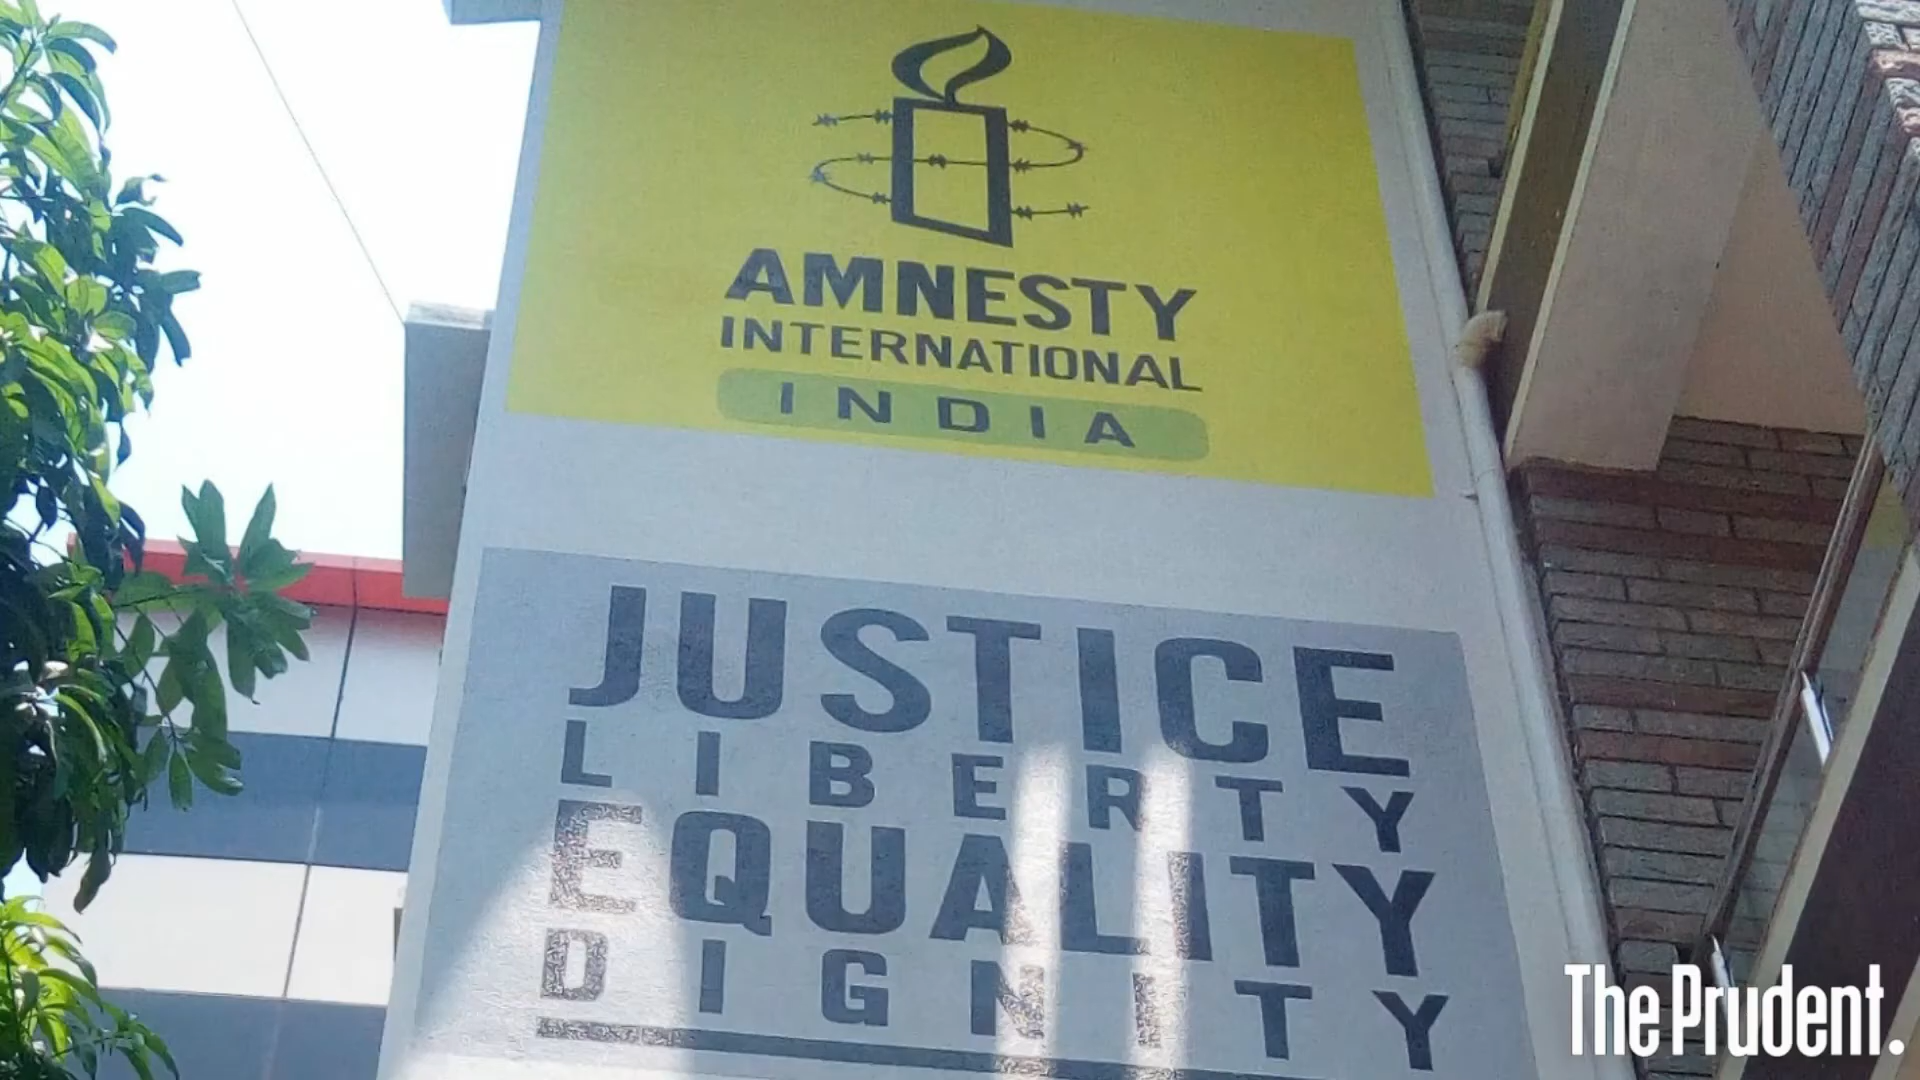 AMNESTY
INTERNATIONAL
INDIA
JUSTICE
LIBERTY
EQUALITY
DIGNITY
The Prudent.